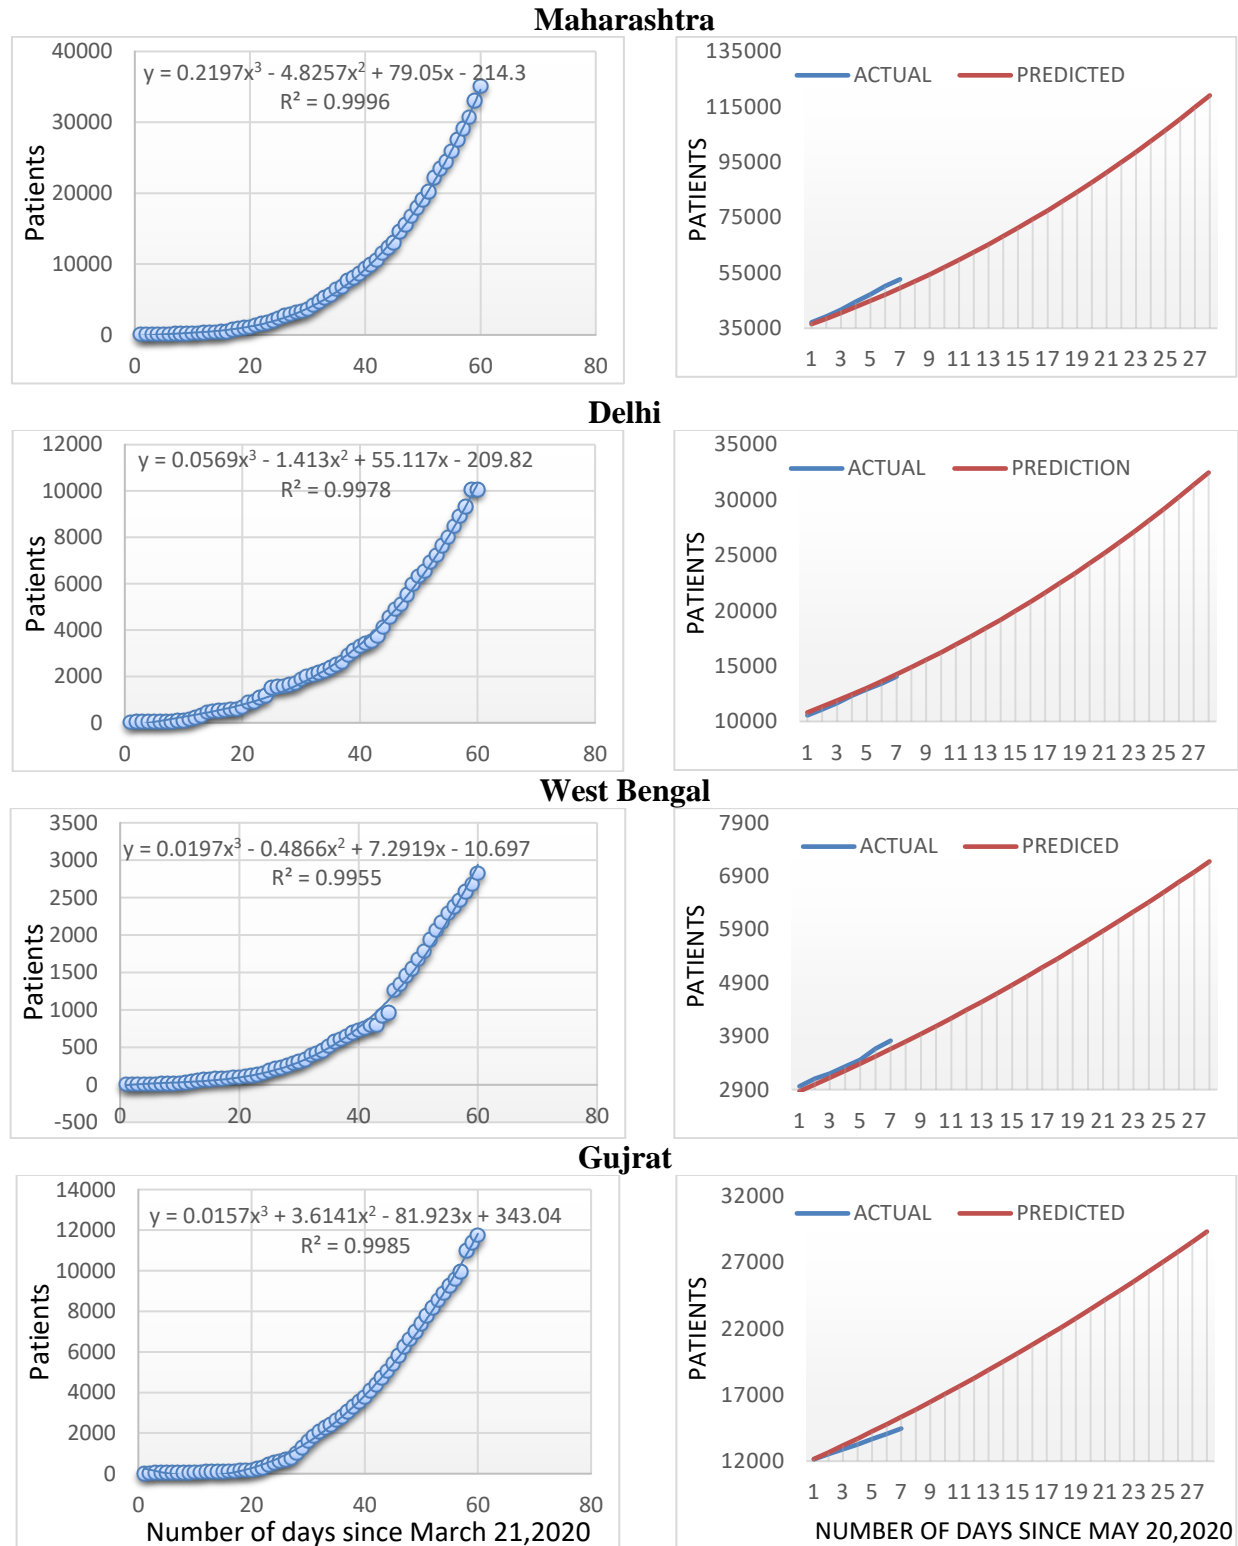 Maharashtra
40000
30000
20000
10000
0
y = 0.2197x³ - 4.8257x² + 79.05x - 214.3
R² = 0.9996
Patients
0 20 40 60 80
135000
115000
95000
75000
55000
35000
ACTUAL PREDICTED
PATIENTS
1 3 5 7 9 11 13 15 17 19 21 23 25 27
Delhi
12000
10000
8000
6000
4000
2000
0
y = 0.0569x³ - 1.413x² + 55.117x - 209.82
R² = 0.9978
Patients
0 20 40 60 80
35000
30000
25000
20000
15000
10000
ACTUAL PREDICTION
PATIENTS
1 3 5 7 9 11 13 15 17 19 21 23 25 27
West Bengal
3500
3000
2500
2000
1500
1000
500
0
-500
y = 0.0197x³ - 0.4866x² + 7.2919x - 10.697
R² = 0.9955
Patients
0 20 40 60 80
7900
6900
5900
4900
3900
2900
ACTUAL PREDICED
PATIENTS
1 3 5 7 9 11 13 15 17 19 21 23 25 27
Gujrat
14000
12000
10000
8000
6000
4000
2000
0
y = 0.0157x³ + 3.6141x² - 81.923x + 343.04
R² = 0.9985
Patients
0 20 40 60 80
Number of days since March 21,2020
32000
27000
22000
17000
12000
ACTUAL PREDICTED
PATIENTS
1 3 5 7 9 11 13 15 17 19 21 23 25 27
NUMBER OF DAYS SINCE MAY 20,2020